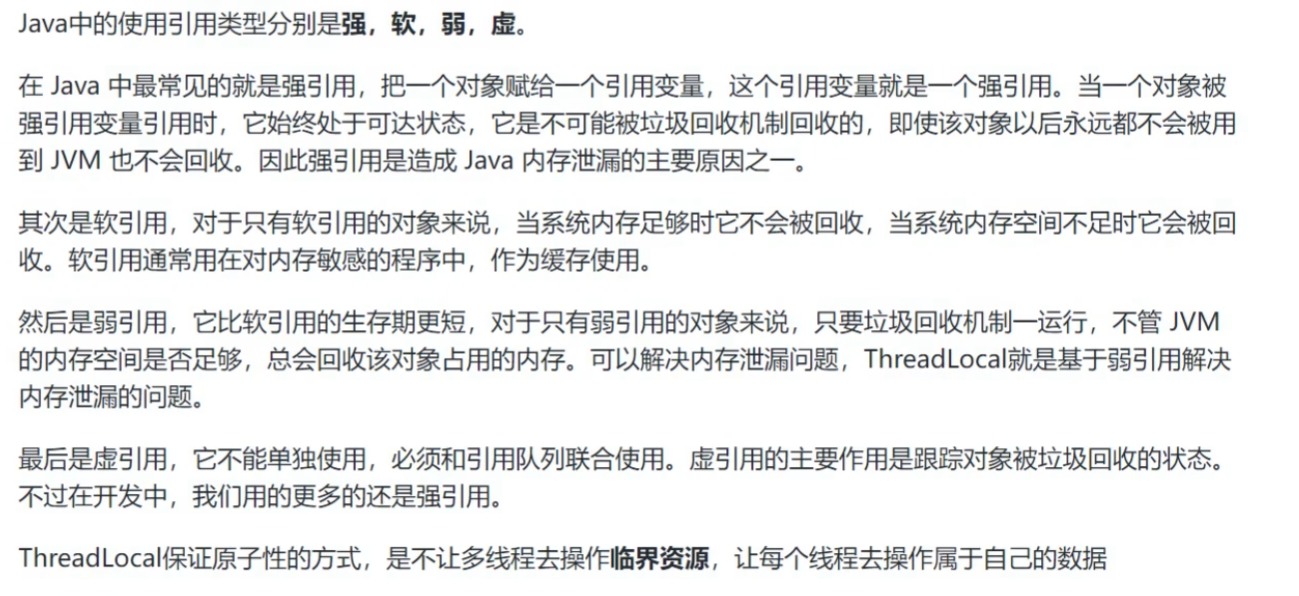 Java中的使用引用类型分别是强，软，弱，虚。
在 Java 中最常见的就是强引用，把一个对象赋给一个引用变量，这个引用变量就是一个强引用。当一个对象被
强引用变量引用时，它始终处于可达状态，它是不可能被垃圾回收机制回收的，即使该对象以后永远都不会被用
到 JVM 也不会回收。因此强引用是造成 Java 内存泄漏的主要原因之一。
其次是软引用，对于只有软引用的对象来说，当系统内存足够时它不会被回收，当系统内存空间不足时它会被回
收。软引用通常用在对内存敏感的程序中，作为缓存使用。
然后是弱引用，它比软引用的生存期更短，对于只有弱引用的对象来说，只要垃圾回收机制一运行，不管 JVM
的内存空间是否足够，总会回收该对象占用的内存。可以解决内存泄漏问题，ThreadLocal就是基于弱引用解决
内存泄漏的问题。
最后是虚引用，它不能单独使用，必须和引用队列联合使用。虚引用的主要作用是跟踪对象被垃圾回收的状态。
不过在开发中，我们用的更多的还是强引用。
ThreadLocal保证原子性的方式，是不让多线程去操作临界资源，让每个线程去操作属于自己的数据